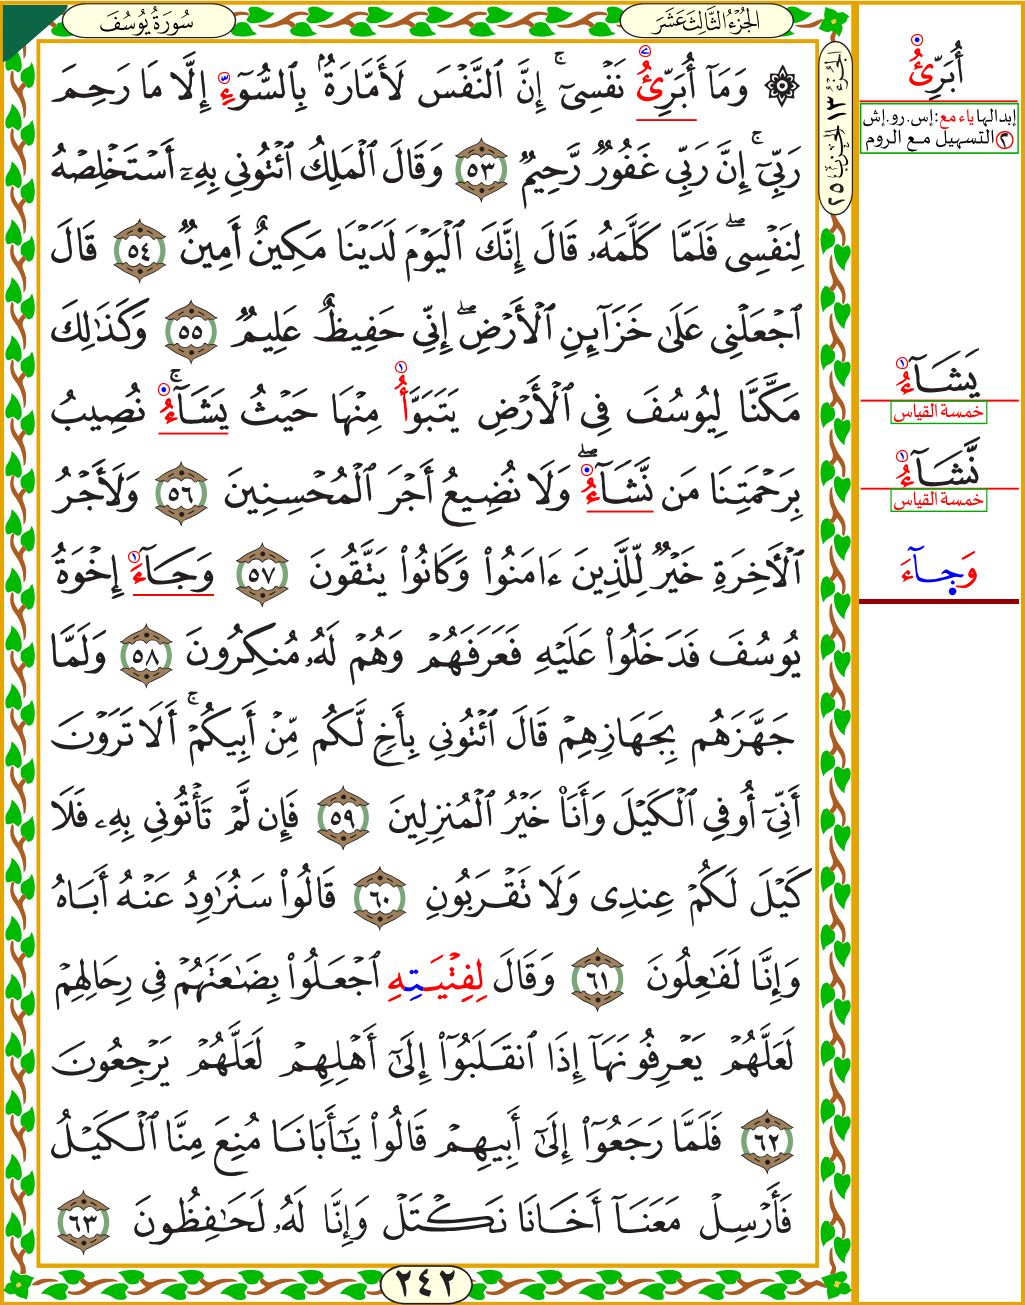 سُورَةُ يُوسُفَ
الجُزْءُ الثَّالِثَ عَشَرَ
۞ وَمَآ أُبَرِّئُ نَفۡسِيٓۚ إِنَّ ٱلنَّفۡسَ لَأَمَّارَةُۢ بِٱلسُّوٓءِ إِلَّا مَا رَحِمَ
رَبِّيٓۚ إِنَّ رَبِّي غَفُورٞ رَّحِيمٞ ٥٣ وَقَالَ ٱلۡمَلِكُ ٱئۡتُونِي بِهِۦٓ أَسۡتَخۡلِصۡهُ
لِنَفۡسِيۖ فَلَمَّا كَلَّمَهُۥ قَالَ إِنَّكَ ٱلۡيَوۡمَ لَدَيۡنَا مَكِينٌ أَمِينٞ ٥٤ قَالَ
ٱجۡعَلۡنِي عَلَىٰ خَزَآئِنِ ٱلۡأَرۡضِۖ إِنِّي حَفِيظٌ عَلِيمٞ ٥٥ وَكَذَٰلِكَ
مَكَّنَّا لِيُوسُفَ فِي ٱلۡأَرۡضِ يَتَبَوَّأُ مِنۡهَا حَيۡثُ يَشَآءُۚ نُصِيبُ
بِرَحۡمَتِنَا مَن نَّشَآءُۖ وَلَا نُضِيعُ أَجۡرَ ٱلۡمُحۡسِنِينَ ٥٦ وَلَأَجۡرُ
ٱلۡأٓخِرَةِ خَيۡرٞ لِّلَّذِينَ ءَامَنُواْ وَكَانُواْ يَتَّقُونَ ٥٧ وَجَآءَ إِخۡوَةُ
يُوسُفَ فَدَخَلُواْ عَلَيۡهِ فَعَرَفَهُمۡ وَهُمۡ لَهُۥ مُنكِرُونَ ٥٨ وَلَمَّا
جَهَّزَهُم بِجَهَازِهِمۡ قَالَ ٱئۡتُونِي بِأَخٖ لَّكُم مِّنۡ أَبِيكُمۡۚ أَلَا تَرَوۡنَ
أَنِّيٓ أُوفِي ٱلۡكَيۡلَ وَأَنَا۠ خَيۡرُ ٱلۡمُنزِلِينَ ٥٩ فَإِن لَّمۡ تَأۡتُونِي بِهِۦ فَلَا
كَيۡلَ لَكُمۡ عِندِي وَلَا تَقۡرَبُونِ ٦٠ قَالُواْ سَنُرَٰوِدُ عَنۡهُ أَبَاهُ
وَإِنَّا لَفَٰعِلُونَ ٦١ وَقَالَ لِفِتۡيَتِهِ ٱجۡعَلُواْ بِضَٰعَتَهُمۡ فِي رِحَالِهِمۡ
لَعَلَّهُمۡ يَعۡرِفُونَهَآ إِذَا ٱنقَلَبُوٓاْ إِلَىٰٓ أَهۡلِهِمۡ لَعَلَّهُمۡ يَرۡجِعُونَ
٦٢ فَلَمَّا رَجَعُوٓاْ إِلَىٰٓ أَبِيهِمۡ قَالُواْ يَٰٓأَبَانَا مُنِعَ مِنَّا ٱلۡكَيۡلُ
فَأَرۡسِلۡ مَعَنَآ أَخَانَا نَكۡتَلۡ وَإِنَّا لَهُۥ لَحَٰفِظُونَ ٦٣
٢٤٢
الجزء ١٣ الحزب ٢٥
أُبَرِّئُ
إبدالها ياء مع: إس.رو.إش
٣ التسهيل مع الروم
يَشَآءُ
خمسة القياس
نَّشَآءُ
خمسة القياس
وَجآءَ